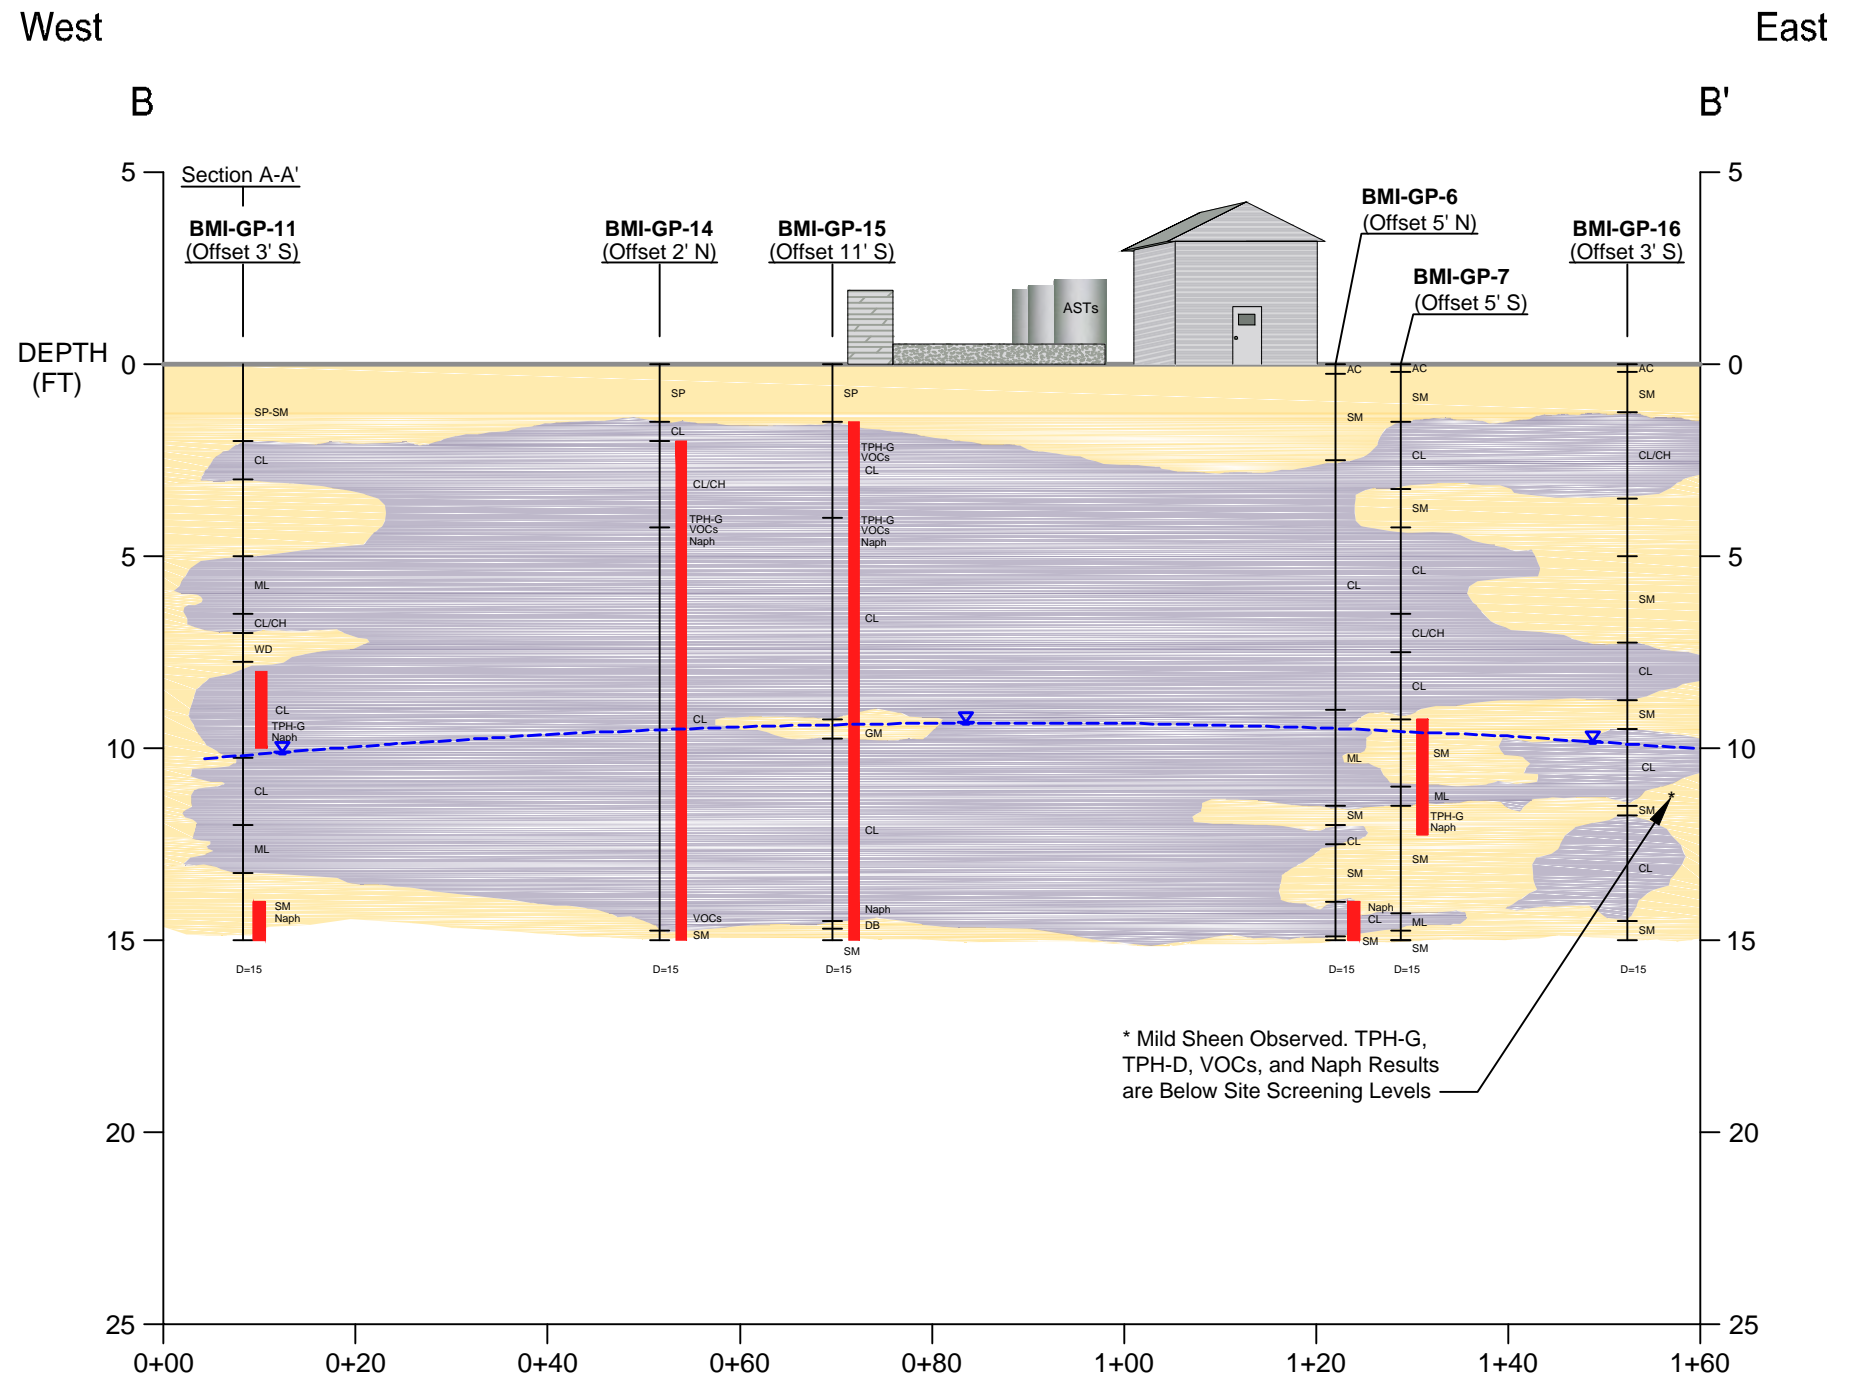 West
East
B
B'
5
5
Section A-A'
BMI-GP-11
(Offset 3' S)
BMI-GP-14
(Offset 2' N)
BMI-GP-15
(Offset 11' S)
BMI-GP-6
(Offset 5' N)
BMI-GP-7
(Offset 5' S)
BMI-GP-16
(Offset 3' S)
ASTs
DEPTH
(FT)
0
0
5
5
10
10
15
15
20
20
25
25
SP-SM
CL
ML
CL/CH
WD
CL
TPH-G
Naph
CL
ML
SM
Naph
D=15
SP
CL
CL/CH
TPH-G
VOCs
Naph
CL
VOCs
SM
D=15
SP
TPH-G
VOCs
CL
TPH-G
VOCs
Naph
CL
GM
CL
Naph
DB
SM
D=15
AC
SM
CL
ML
SM
CL
SM
Naph
CL
SM
D=15
AC
SM
CL
SM
CL
CL/CH
CL
SM
ML
TPH-G
Naph
SM
ML
SM
D=15
AC
SM
CL/CH
SM
CL
SM
CL
*
SM
CL
SM
D=15
* Mild Sheen Observed. TPH-G,
TPH-D, VOCs, and Naph Results
are Below Site Screening Levels
0+00
0+20
0+40
0+60
0+80
1+00
1+20
1+40
1+60